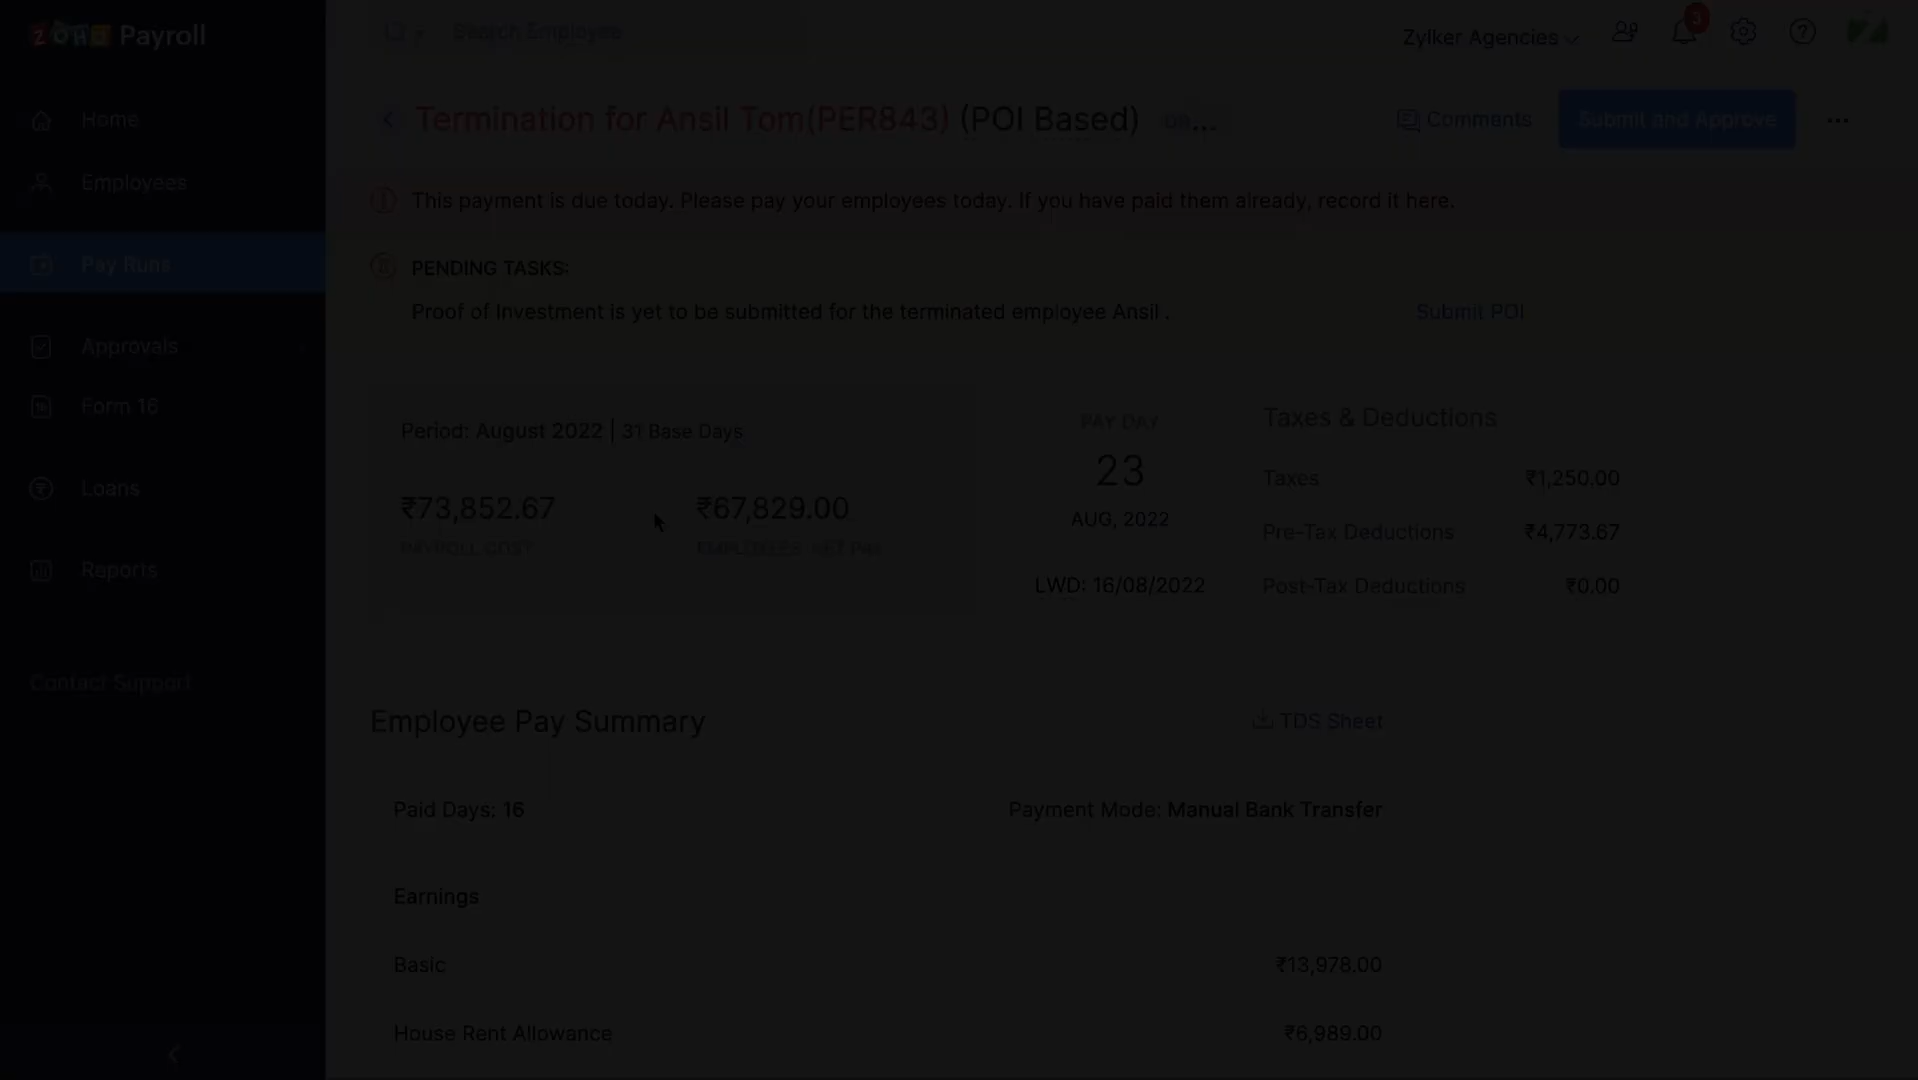 ZOHO Payroll
Search Employee
Zylker Agencies
3
Home
Employees
Pay Runs
Approvals
Form 16
Loans
Reports
Contact Support
Termination for Ansil Tom(PER843) (POI Based)
Comments
Submit and Approve
This payment is due today. Please pay your employees today. If you have paid them already, record it here.
PENDING TASKS:
Proof of Investment is yet to be submitted for the terminated employee Ansil .
Submit POI
Period: August 2022 | 31 Base Days
₹73,852.67
PAYROLL COST
₹67,829.00
EMPLOYEES' NET PAY
PAY DAY
23
AUG, 2022
LWD: 16/08/2022
Taxes & Deductions
Taxes ₹1,250.00
Pre-Tax Deductions ₹4,773.67
Post-Tax Deductions ₹0.00
Employee Pay Summary
TDS Sheet
Paid Days: 16
Payment Mode: Manual Bank Transfer
Earnings
Basic ₹13,978.00
House Rent Allowance ₹6,989.00